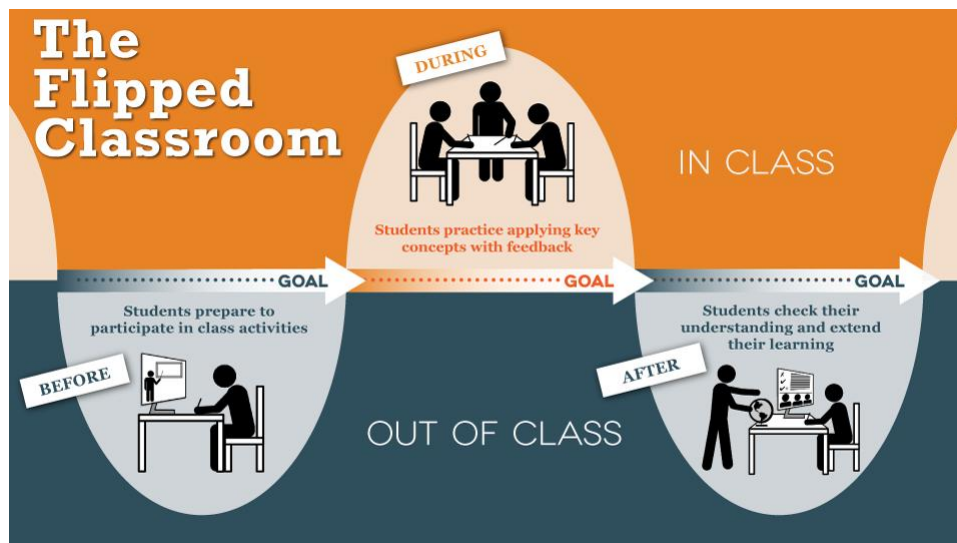 The
Flipped
Classroom
DURING
IN CLASS
Students practice applying key
concepts with feedback
GOAL
GOAL
GOAL
Students prepare to
participate in class activities
BEFORE
Students check their
understanding and extend
their learning
AFTER
OUT OF CLASS